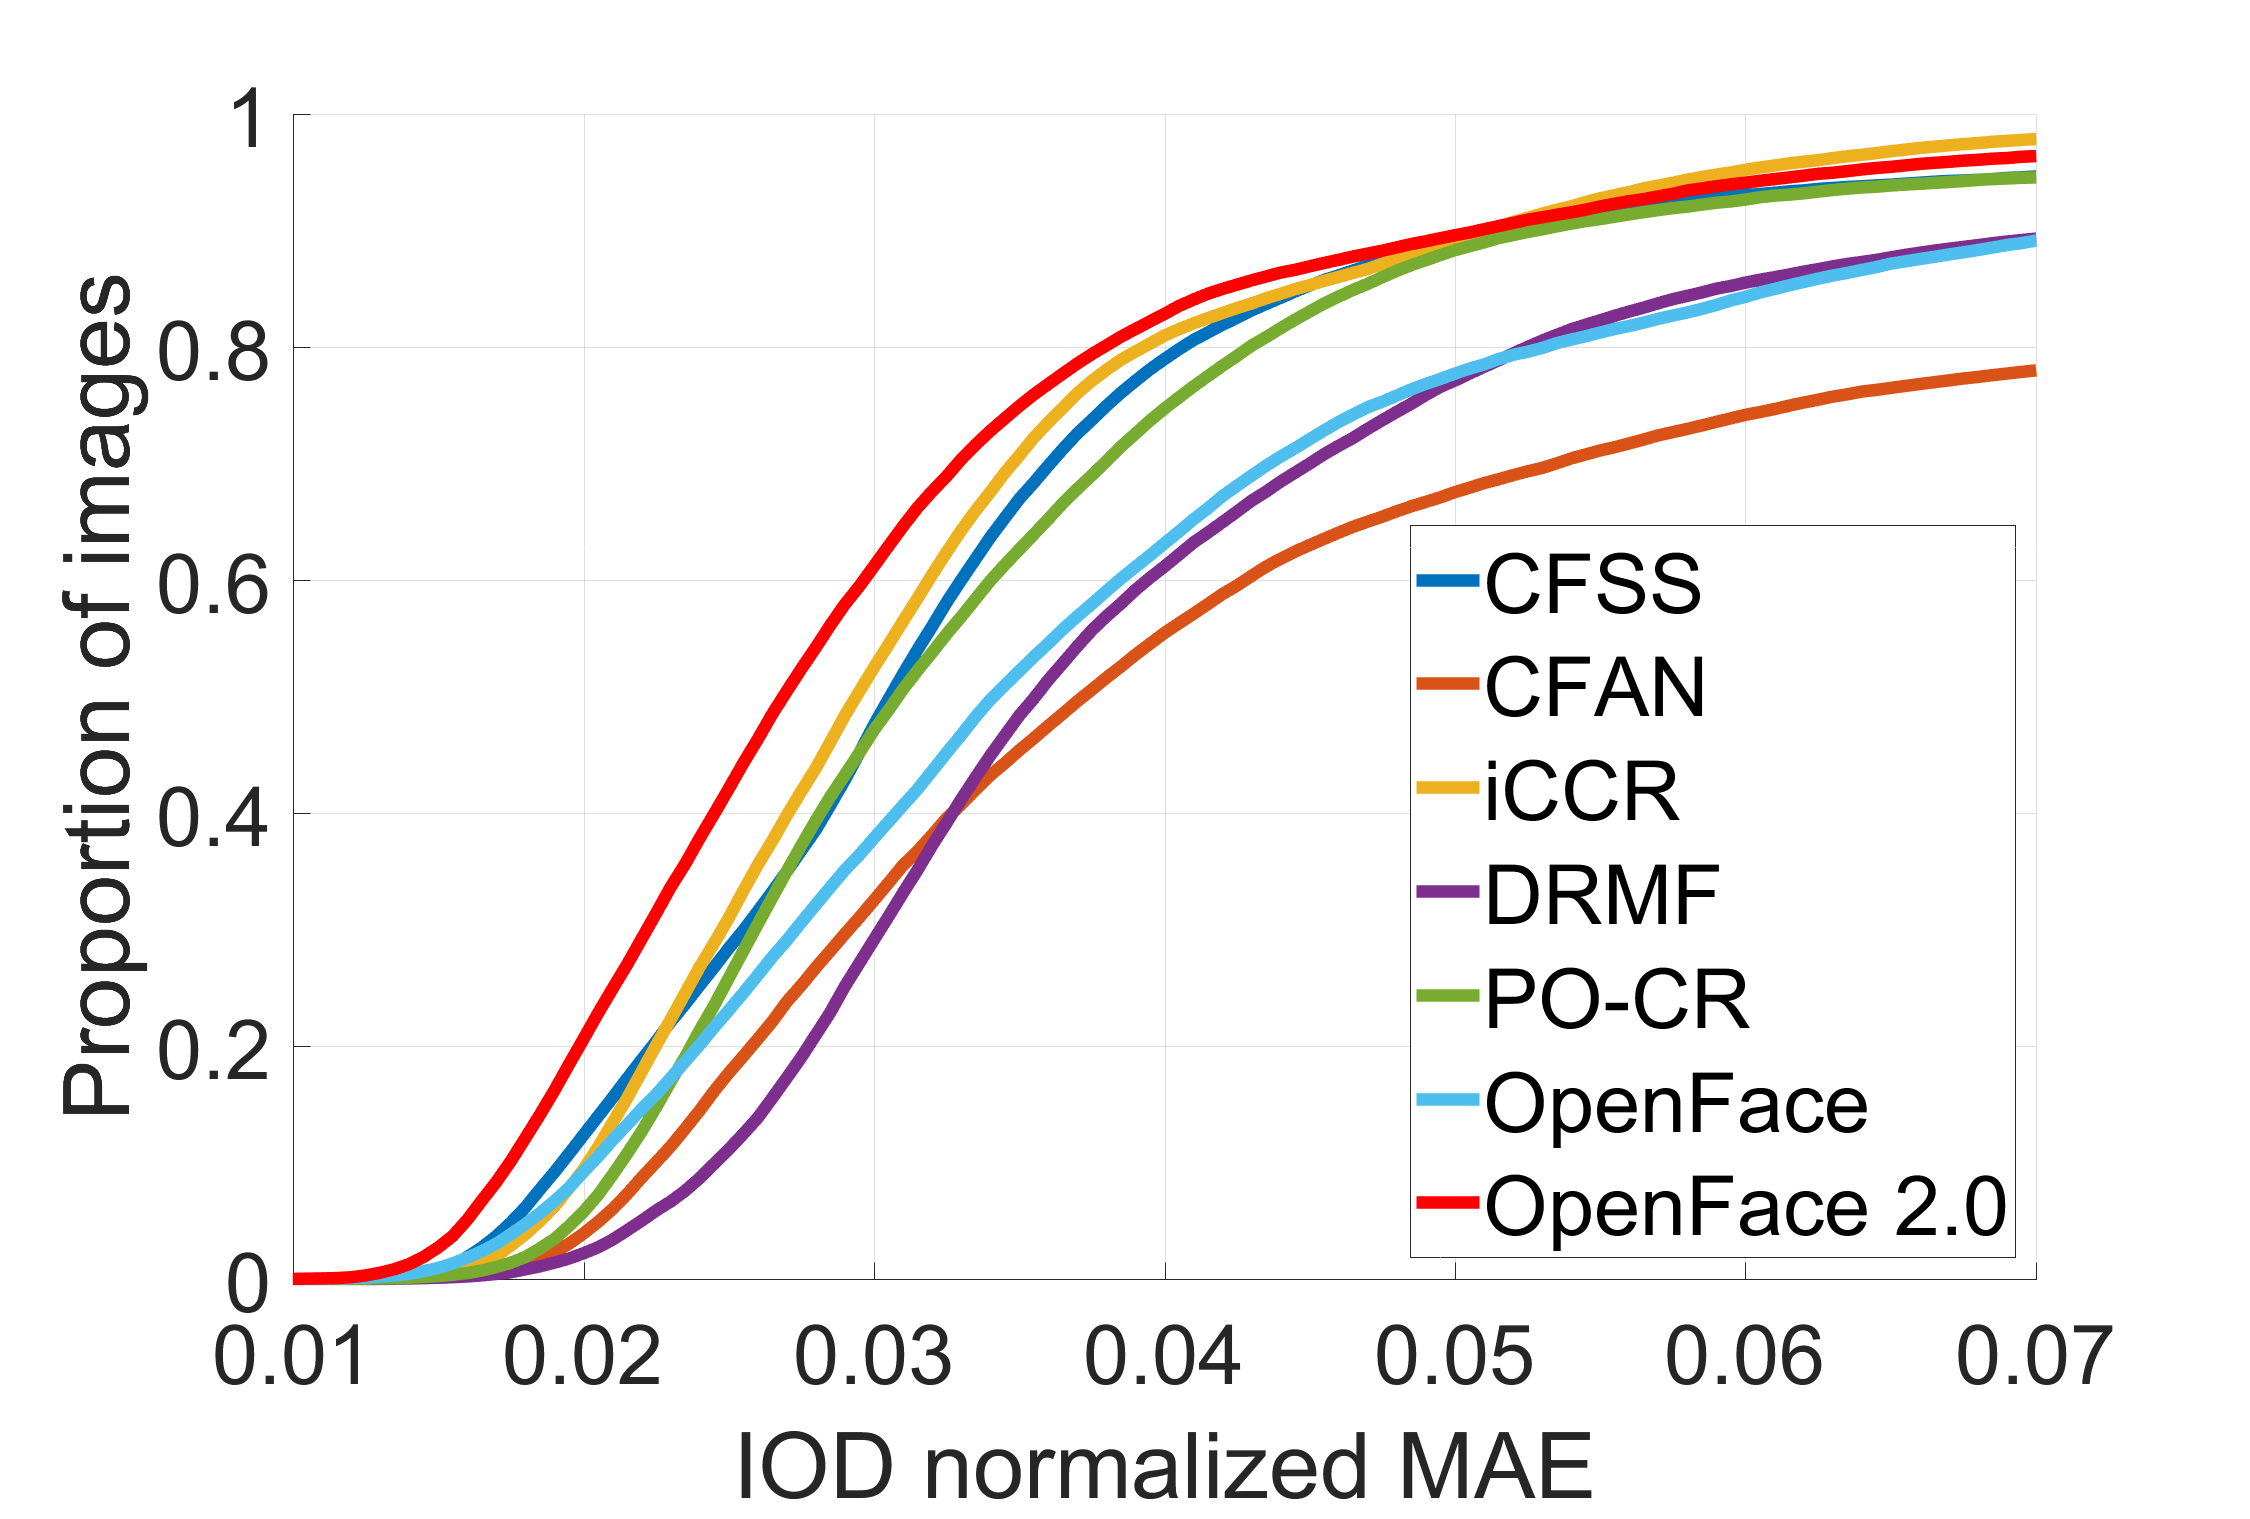 Proportion of images
1
0.8
0.6
0.4
0.2
0
0.01 0.02 0.03 0.04 0.05 0.06 0.07
IOD normalized MAE
CFSS
CFAN
iCCR
DRMF
PO-CR
OpenFace
OpenFace 2.0